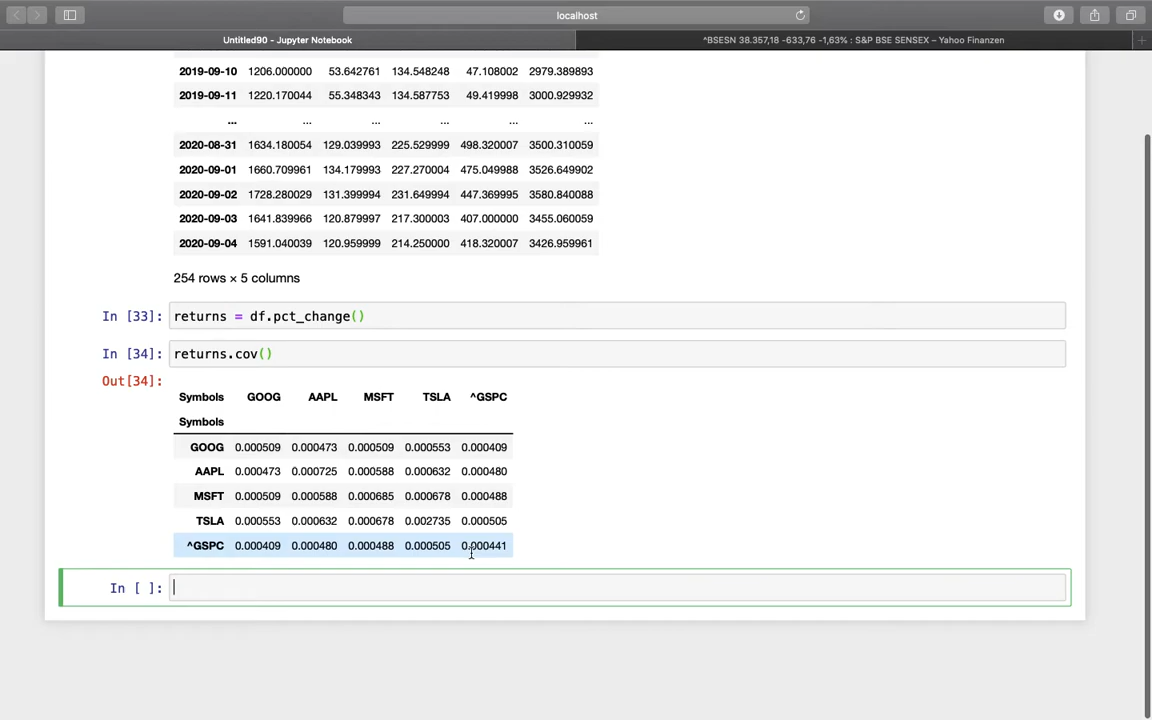 localhost
Untitled90 - Jupyter Notebook
^BSESN 38.357,18 -633,76 -1,63% : S&P BSE SENSEX – Yahoo Finanzen
2019-09-10 1206.000000 53.642761 134.548248 47.108002 2979.389893
2019-09-11 1220.170044 55.348343 134.587753 49.419998 3000.929932
... ... ... ... ... ...
2020-08-31 1634.180054 129.039993 225.529999 498.320007 3500.310059
2020-09-01 1660.709961 134.179993 227.270004 475.049988 3526.649902
2020-09-02 1728.280029 131.399994 231.649994 447.369995 3580.840088
2020-09-03 1641.839966 120.879997 217.300003 407.000000 3455.060059
2020-09-04 1591.040039 120.959999 214.250000 418.320007 3426.959961
254 rows × 5 columns
In [33]: returns = df.pct_change()
In [34]: returns.cov()
Out[34]:
Symbols GOOG AAPL MSFT TSLA ^GSPC
Symbols
GOOG 0.000509 0.000473 0.000509 0.000553 0.000409
AAPL 0.000473 0.000725 0.000588 0.000632 0.000480
MSFT 0.000509 0.000588 0.000685 0.000678 0.000488
TSLA 0.000553 0.000632 0.000678 0.002735 0.000505
^GSPC 0.000409 0.000480 0.000488 0.000505 0.000441
In [ ]: